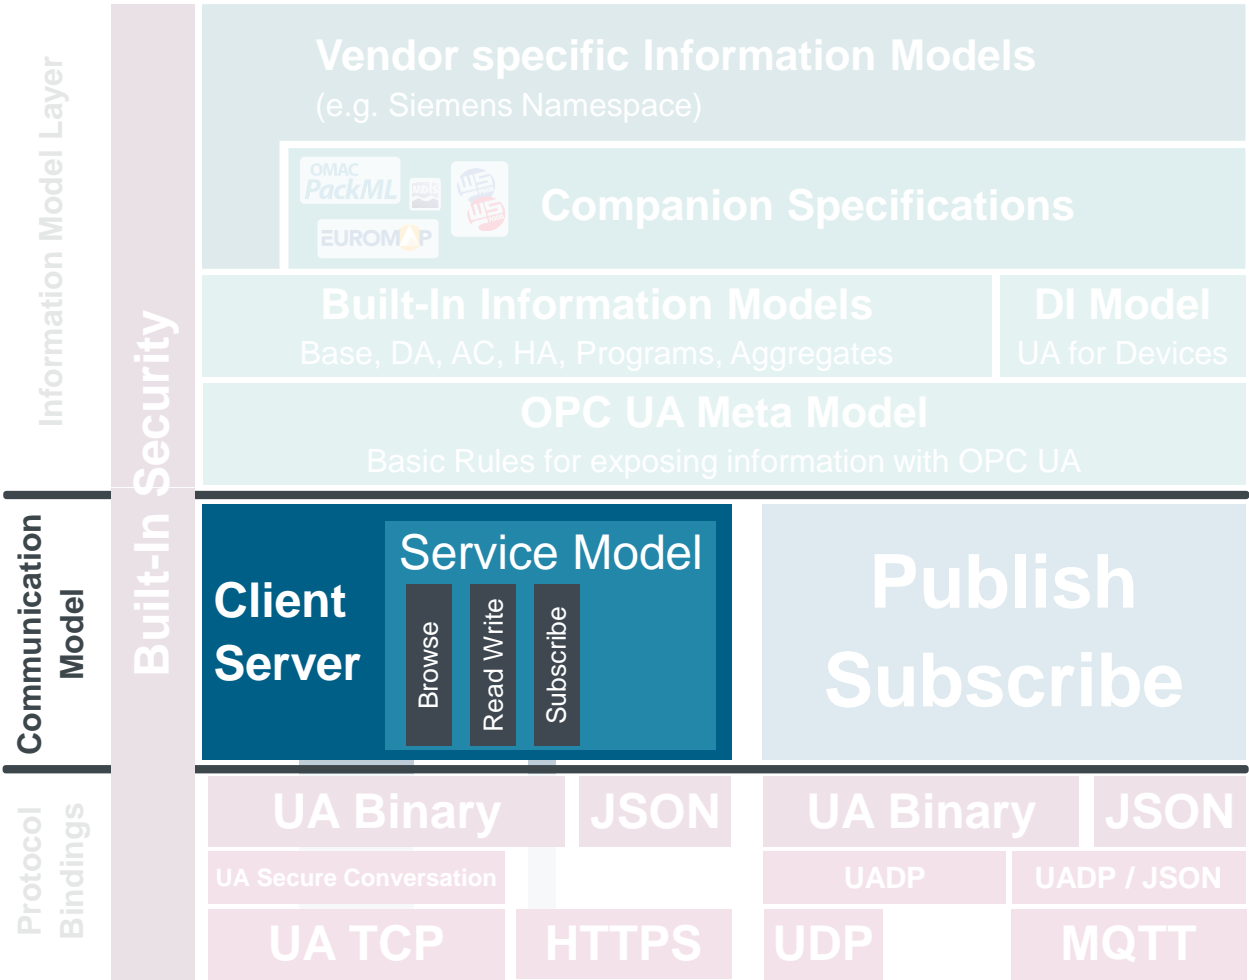 Information Model Layer
Built-In Security
Vendor specific Information Models
(e.g. Siemens Namespace)
OMAC
PackML
MDIS
WS
WS
EUROMAP
Companion Specifications
Built-In Information Models
Base, DA, AC, HA, Programs, Aggregates
DI Model
UA for Devices
OPC UA Meta Model
Basic Rules for exposing information with OPC UA
Communication
Model
Client
Server
Service Model
Browse
Read Write
Subscribe
Publish
Subscribe
Protocol
Bindings
UA Binary
JSON
UA Binary
JSON
UA Secure Conversation
UADP
UADP / JSON
UA TCP
HTTPS
UDP
MQTT